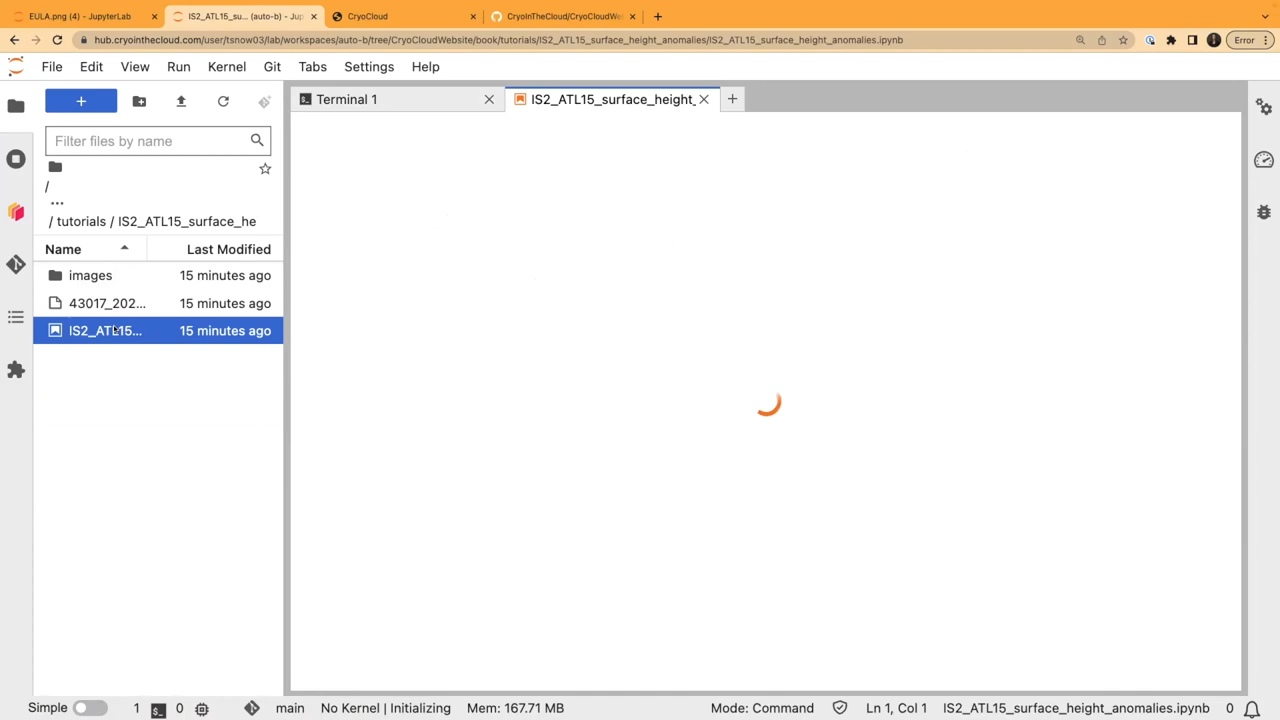 EULA.png (4) - JupyterLab
IS2_ATL15_su... (auto-b) - Jup
CryoCloud
CryoInTheCloud/CryoCloudWe
hub.cryointhecloud.com/user/tsnow03/lab/workspaces/auto-b/tree/CryoCloudWebsite/book/tutorials/IS2_ATL15_surface_height_anomalies/IS2_ATL15_surface_height_anomalies.ipynb
Error
File Edit View Run Kernel Git Tabs Settings Help
Terminal 1
IS2_ATL15_surface_height_
Filter files by name
/
...
/ tutorials / IS2_ATL15_surface_he
Name Last Modified
images 15 minutes ago
43017_202... 15 minutes ago
IS2_ATL15... 15 minutes ago
Simple 1 0 main No Kernel | Initializing Mem: 167.71 MB Mode: Command Ln 1, Col 1 IS2_ATL15_surface_height_anomalies.ipynb 0